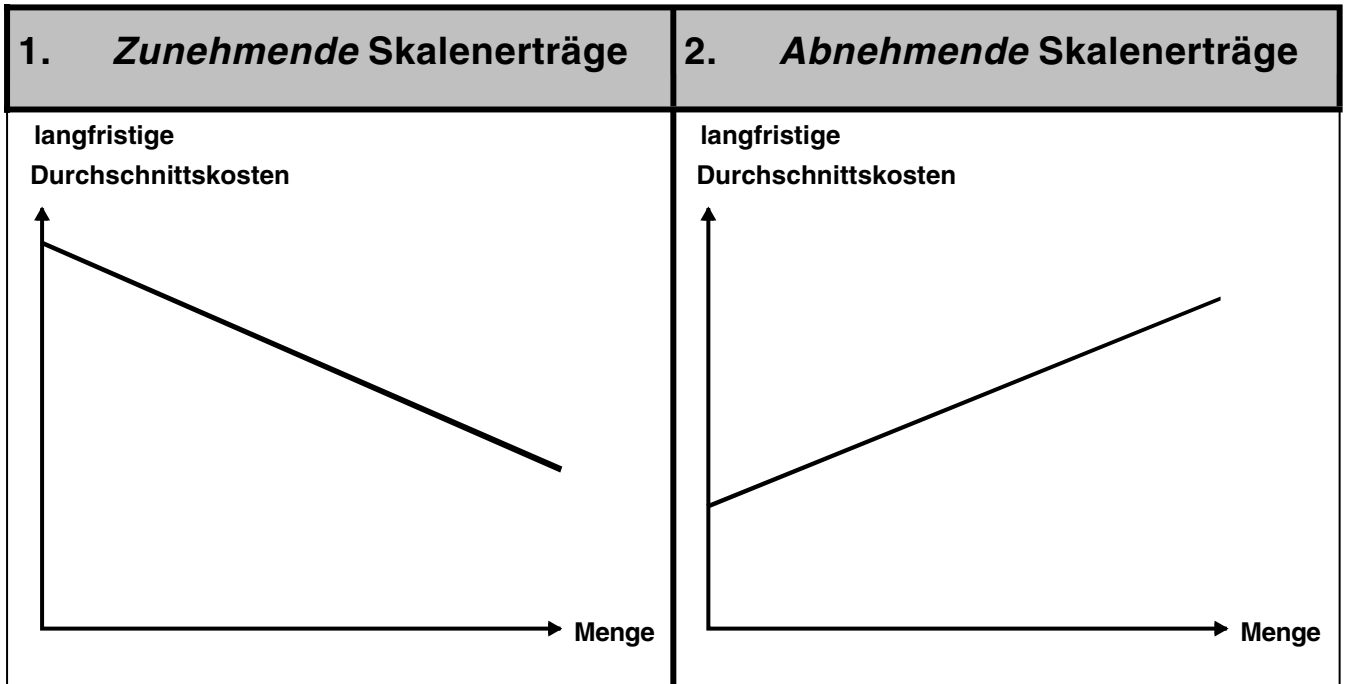 1. Zunehmende Skalenerträge
2. Abnehmende Skalenerträge
langfristige
Durchschnittskosten
Menge
langfristige
Durchschnittskosten
Menge